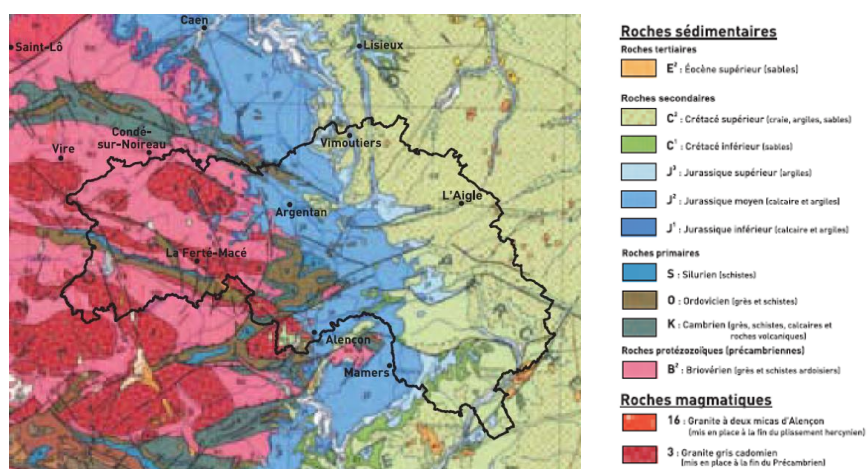 Caen
Saint-Lô
Lisieux
Condé-
sur-Noireau
Vimoutiers
Vire
L'Aigle
Argentan
La Ferté-Macé
Alençon
Mamers
Roches sédimentaires
Roches tertiaires
E² : Éocène supérieur (sables)
Roches secondaires
C² : Crétacé supérieur (craie, argiles, sables)
C¹ : Crétacé inférieur (sables)
J³ : Jurassique supérieur (argiles)
J² : Jurassique moyen (calcaire et argiles)
J¹ : Jurassique inférieur (calcaire et argiles)
Roches primaires
S : Silurien (schistes)
O : Ordovicien (grès et schistes)
K : Cambrien (grès, schistes, calcaires et
roches volcaniques)
Roches protézozoïques (précambriennes)
B² : Briovérien (grès et schistes ardoisiers)
Roches magmatiques
16 : Granite à deux micas d'Alençon
(mis en place à la fin du plissement hercynien)
3 : Granite gris cadomien
(mis en place à la fin du Précambrien)